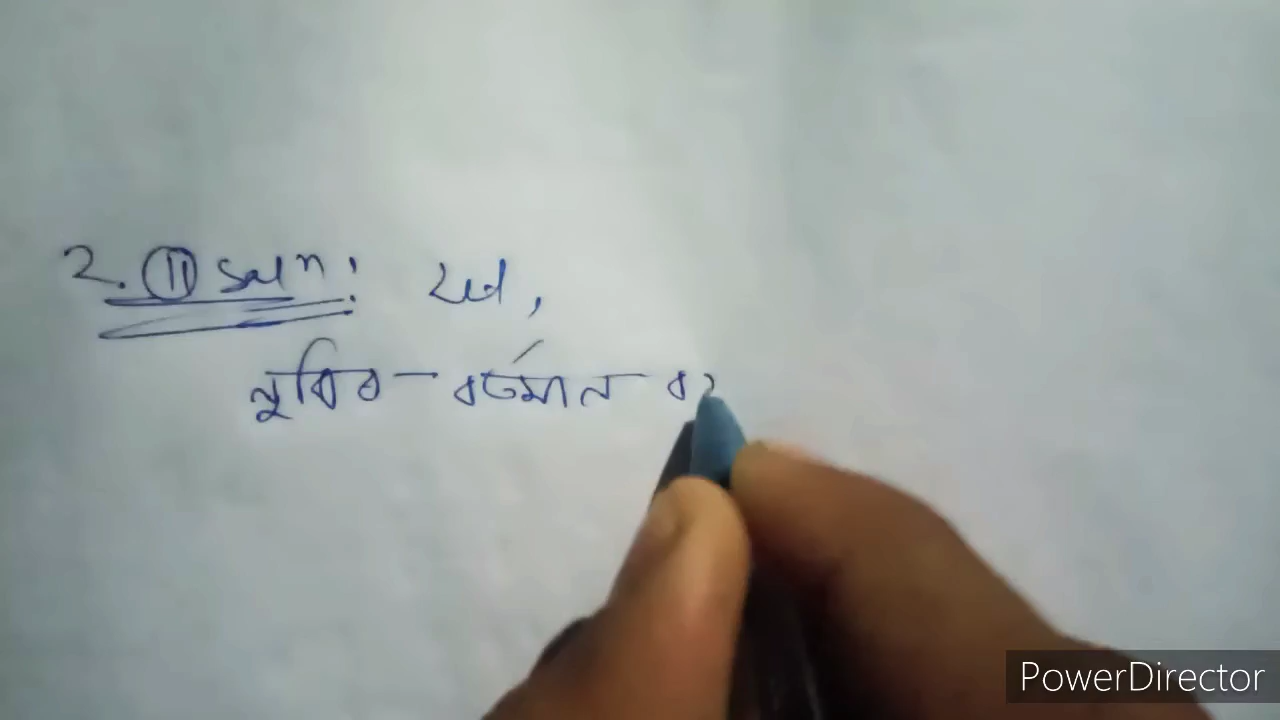 2. ii Solⁿ: ধরি,
নুরির বর্তমান ব
PowerDirector